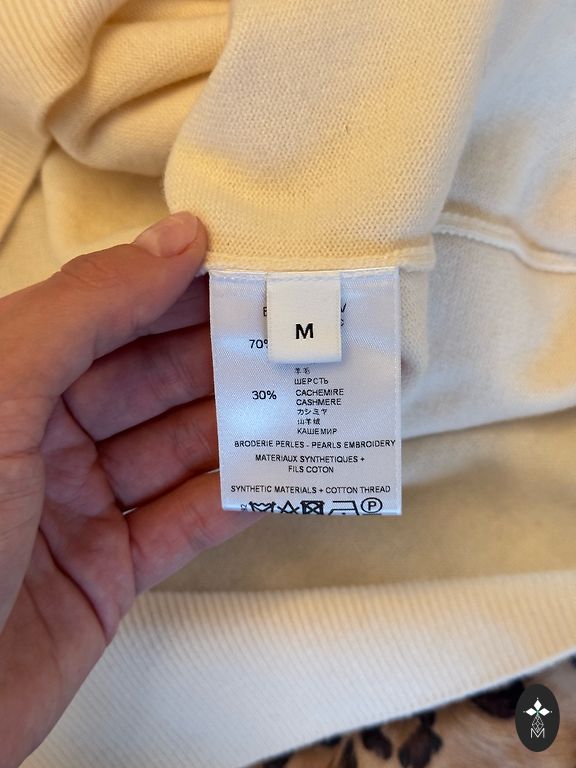 M
70%
羊毛
ШЕРСТЬ
30% CACHEMIRE
CASHMERE
カシミヤ
山羊绒
КАШЕМИР
BRODERIE PERLES - PEARLS EMBROIDERY
MATERIAUX SYNTHETIQUES +
FILS COTON
SYNTHETIC MATERIALS + COTTON THREAD
P